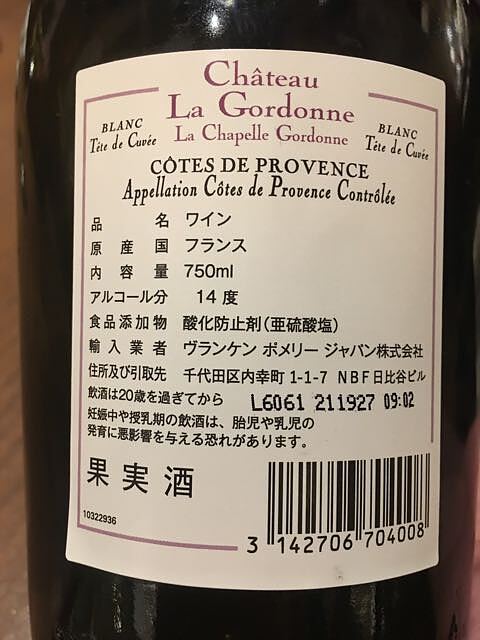 Château
La Gordonne
La Chapelle Gordonne
BLANC
Tête de Cuvée
BLANC
Tête de Cuvée
CÔTES DE PROVENCE
Appellation Côtes de Provence Contrôlée
品名 ワイン
原産国 フランス
内容量 750ml
アルコール分 14度
食品添加物 酸化防止剤(亜硫酸塩)
輸入業者 ヴランケン ポメリー ジャパン株式会社
住所及び引取先 千代田区内幸町1-1-7 NBF日比谷ビル
飲酒は20歳を過ぎてから L6061 211927 09:02
妊娠中や授乳期の飲酒は、胎児や乳児の
発育に悪影響を与える恐れがあります。
果実酒
10322936
3 142706 704008